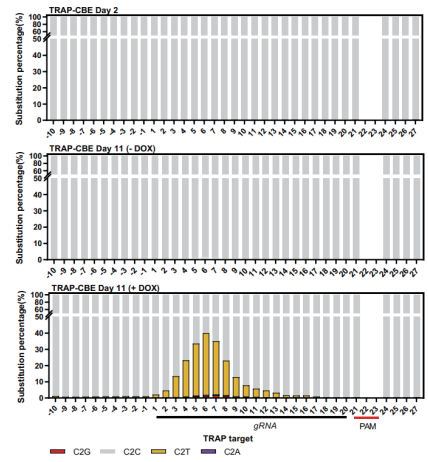 TRAP-CBE Day 2
Substitution percentage(%)
100
80
60
50
40
30
20
10
0
-10 -9 -8 -7 -6 -5 -4 -3 -2 -1 1 2 3 4 5 6 7 8 9 10 11 12 13 14 15 16 17 18 19 20 21 22 23 24 25 26 27
TRAP-CBE Day 11 (- DOX)
Substitution percentage(%)
100
80
60
50
40
30
20
10
0
-10 -9 -8 -7 -6 -5 -4 -3 -2 -1 1 2 3 4 5 6 7 8 9 10 11 12 13 14 15 16 17 18 19 20 21 22 23 24 25 26 27
TRAP-CBE Day 11 (+ DOX)
Substitution percentage(%)
100
80
60
50
40
30
20
10
0
-10 -9 -8 -7 -6 -5 -4 -3 -2 -1 1 2 3 4 5 6 7 8 9 10 11 12 13 14 15 16 17 18 19 20 21 22 23 24 25 26 27
gRNA PAM
TRAP target
C2G C2C C2T C2A